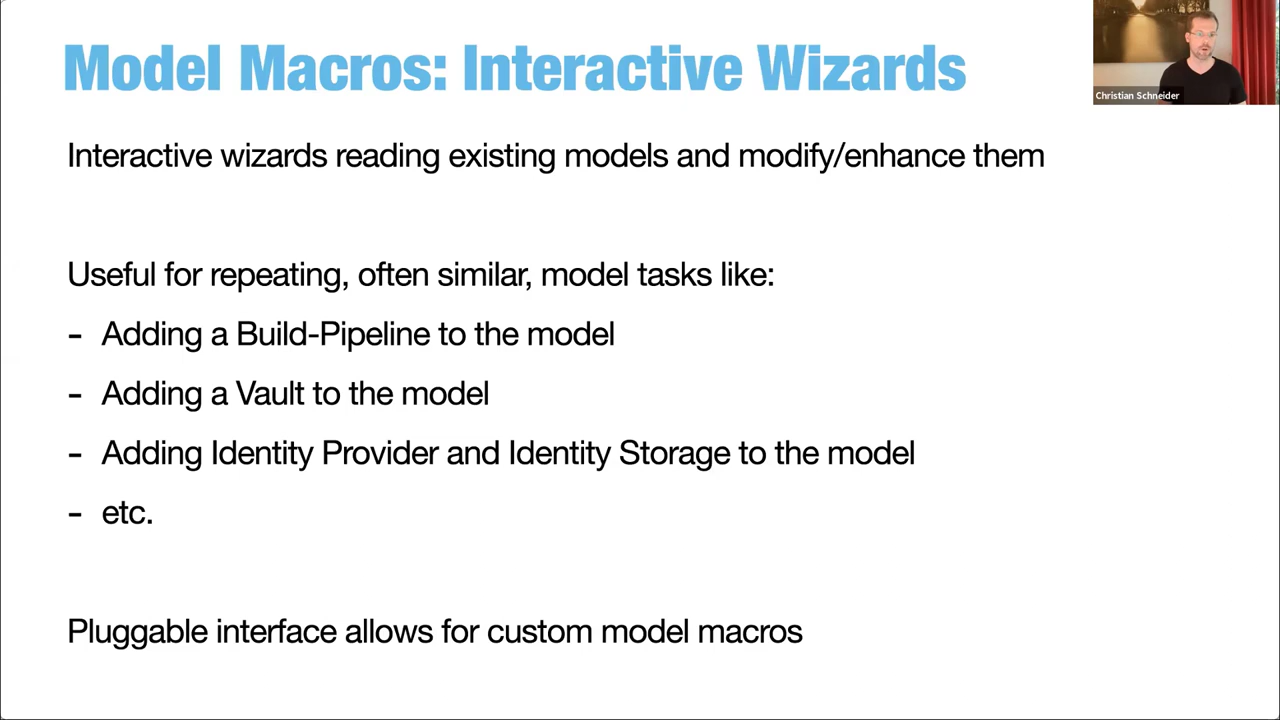 Model Macros: Interactive Wizards
Christian Schneider
Interactive wizards reading existing models and modify/enhance them
Useful for repeating, often similar, model tasks like:
- Adding a Build-Pipeline to the model
- Adding a Vault to the model
- Adding Identity Provider and Identity Storage to the model
- etc.
Pluggable interface allows for custom model macros